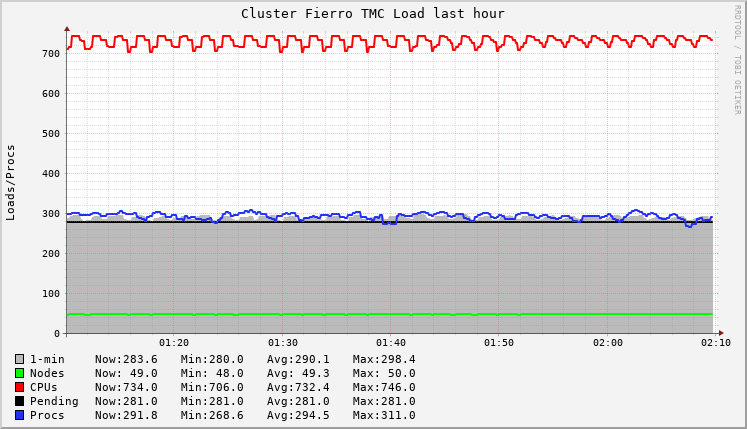 Cluster Fierro TMC Load last hour
RRDTOOL / TOBI OETIKER
Loads/Procs
700
600
500
400
300
200
100
0
01:20 01:30 01:40 01:50 02:00 02:10
1-min Now:283.6 Min:280.0 Avg:290.1 Max:298.4
Nodes Now: 49.0 Min: 48.0 Avg: 49.3 Max: 50.0
CPUs Now:734.0 Min:706.0 Avg:732.4 Max:746.0
Pending Now:281.0 Min:281.0 Avg:281.0 Max:281.0
Procs Now:291.8 Min:268.6 Avg:294.5 Max:311.0